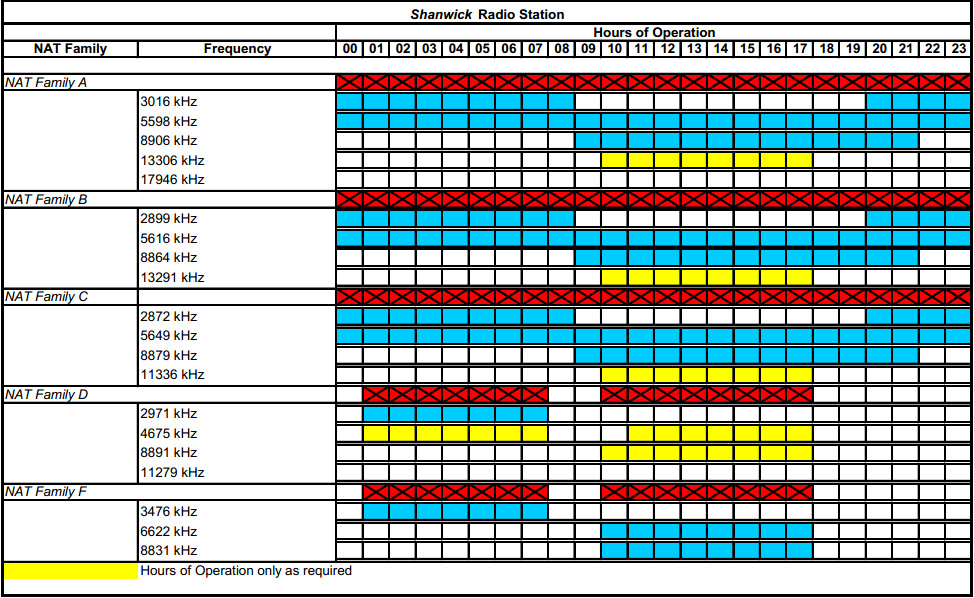 Shanwick Radio Station
Hours of Operation
NAT Family Frequency 00 01 02 03 04 05 06 07 08 09 10 11 12 13 14 15 16 17 18 19 20 21 22 23
NAT Family A
3016 kHz
5598 kHz
8906 kHz
13306 kHz
17946 kHz
NAT Family B
2899 kHz
5616 kHz
8864 kHz
13291 kHz
NAT Family C
2872 kHz
5649 kHz
8879 kHz
11336 kHz
NAT Family D
2971 kHz
4675 kHz
8891 kHz
11279 kHz
NAT Family F
3476 kHz
6622 kHz
8831 kHz
Hours of Operation only as required